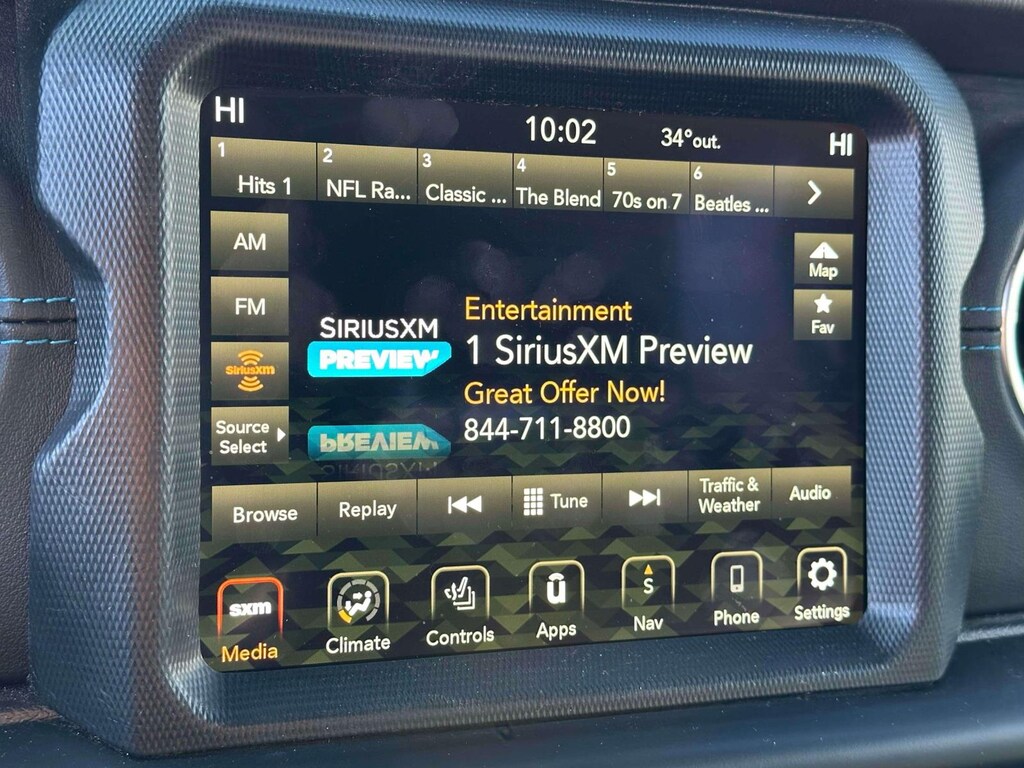 HI 10:02 34°out. HI
1 2 3 4 5 6
Hits 1 NFL Ra... Classic ... The Blend 70s on 7 Beatles ...
AM
Map
FM
Fav
Entertainment
SIRIUSXM
PREVIEW
1 SiriusXM Preview
SiriusXM
Great Offer Now!
Source
Select
844-711-8800
Browse Replay Tune Traffic &
Weather Audio
sxm
S
û
Media Climate Controls Apps Nav Phone Settings